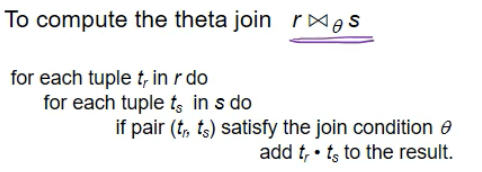 To compute the theta join r ⋈θ s
for each tuple tr in r do
for each tuple ts in s do
if pair (tr, ts) satisfy the join condition θ
add tr • ts to the result.